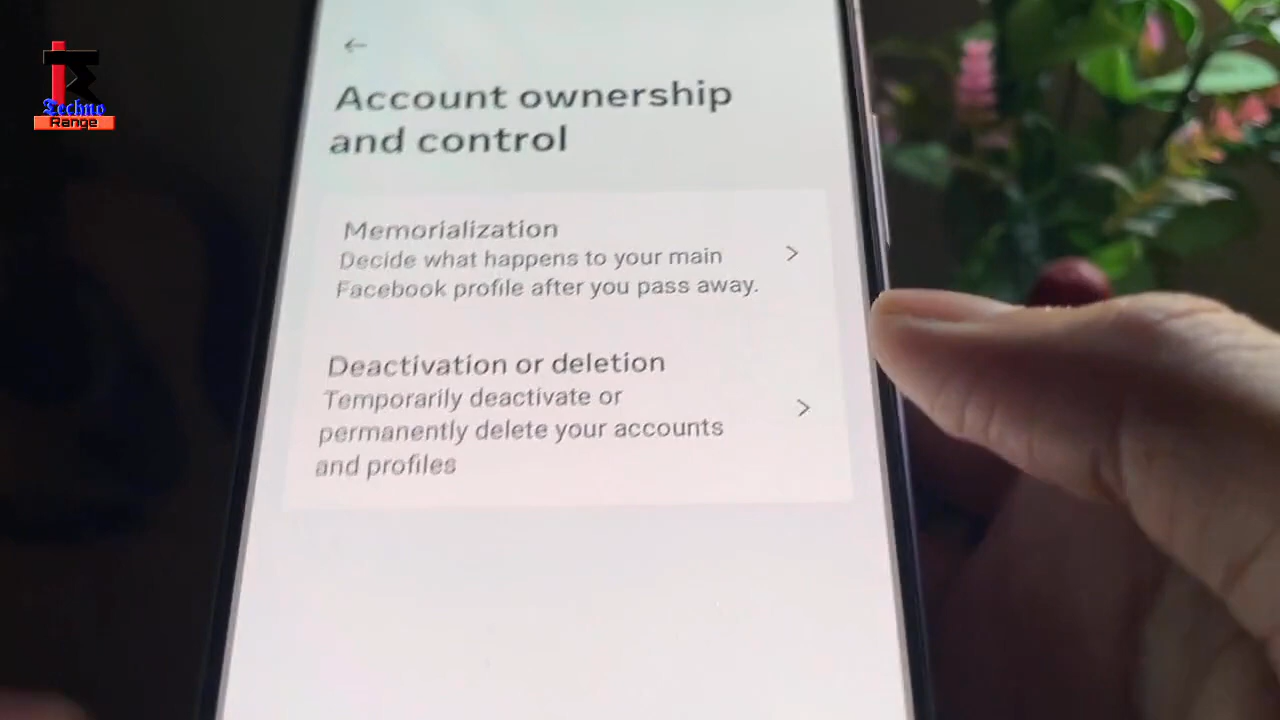 Techno
Range
Account ownership
and control
Memorialization
Decide what happens to your main
Facebook profile after you pass away.
Deactivation or deletion
Temporarily deactivate or
permanently delete your accounts
and profiles